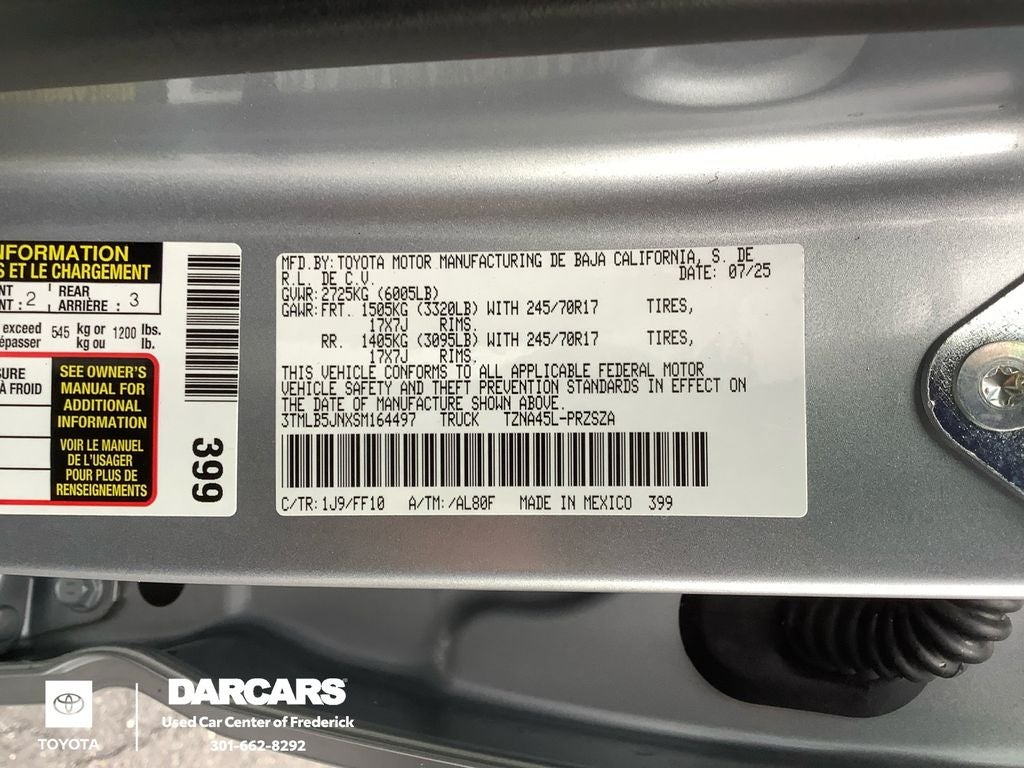 NFORMATION
S ET LE CHARGEMENT
NT : 2 REAR ARRIÈRE : 3
exceed 545 kg or 1200 lbs.
épasser kg ou lb.
SURE
À FROID
SEE OWNER'S
MANUAL FOR
ADDITIONAL
INFORMATION
VOIR LE MANUEL
DE L'USAGER
POUR PLUS DE
RENSEIGNEMENTS
399
MFD.BY:TOYOTA MOTOR MANUFACTURING DE BAJA CALIFORNIA, S. DE
R.L. DE C.V. DATE: 07/25
GVWR:2725KG (6005LB)
GAWR:FRT. 1505KG (3320LB) WITH 245/70R17 TIRES,
17X7J RIMS.
RR. 1405KG (3095LB) WITH 245/70R17 TIRES,
17X7J RIMS.
THIS VEHICLE CONFORMS TO ALL APPLICABLE FEDERAL MOTOR
VEHICLE SAFETY AND THEFT PREVENTION STANDARDS IN EFFECT ON
THE DATE OF MANUFACTURE SHOWN ABOVE.
3TMLB5JNXSM164497 TRUCK TZNA45L-PRZSZA
C/TR:1J9/FF10 A/TM:/AL80F MADE IN MEXICO 399
TOYOTA
DARCARS
Used Car Center of Frederick
301-662-8292